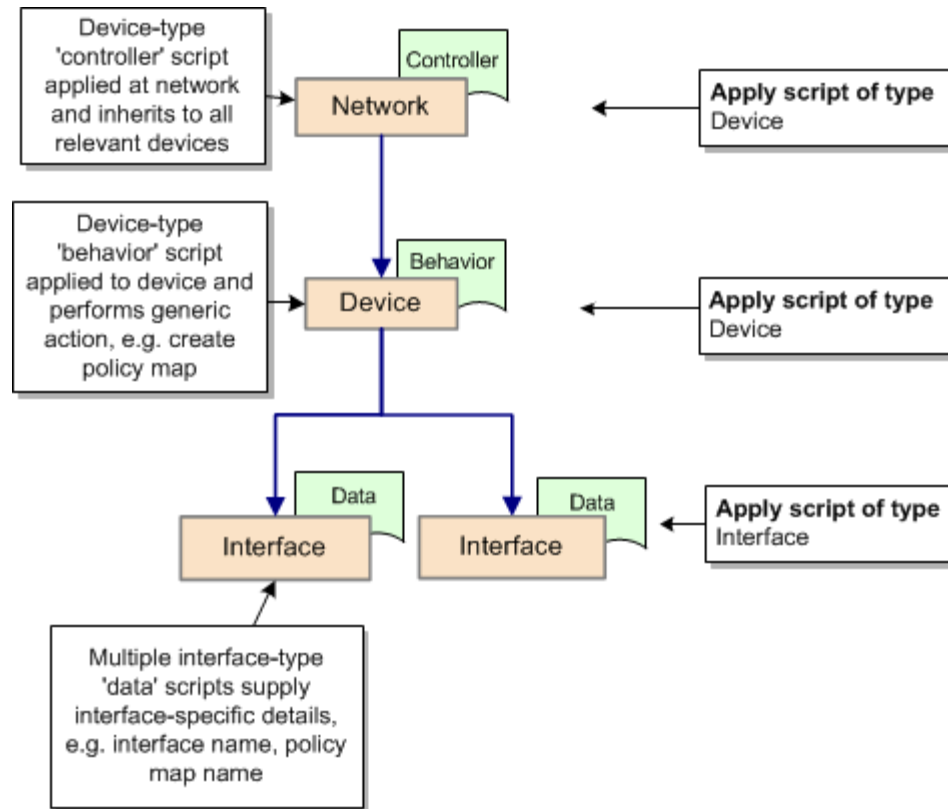 Device-type
'controller' script
applied at network
and inherits to all
relevant devices
Controller
Network
Apply script of type
Device
Device-type
'behavior' script
applied to device and
performs generic
action, e.g. create
policy map
Behavior
Device
Apply script of type
Device
Data
Interface
Data
Interface
Apply script of type
Interface
Multiple interface-type
'data' scripts supply
interface-specific details,
e.g. interface name, policy
map name